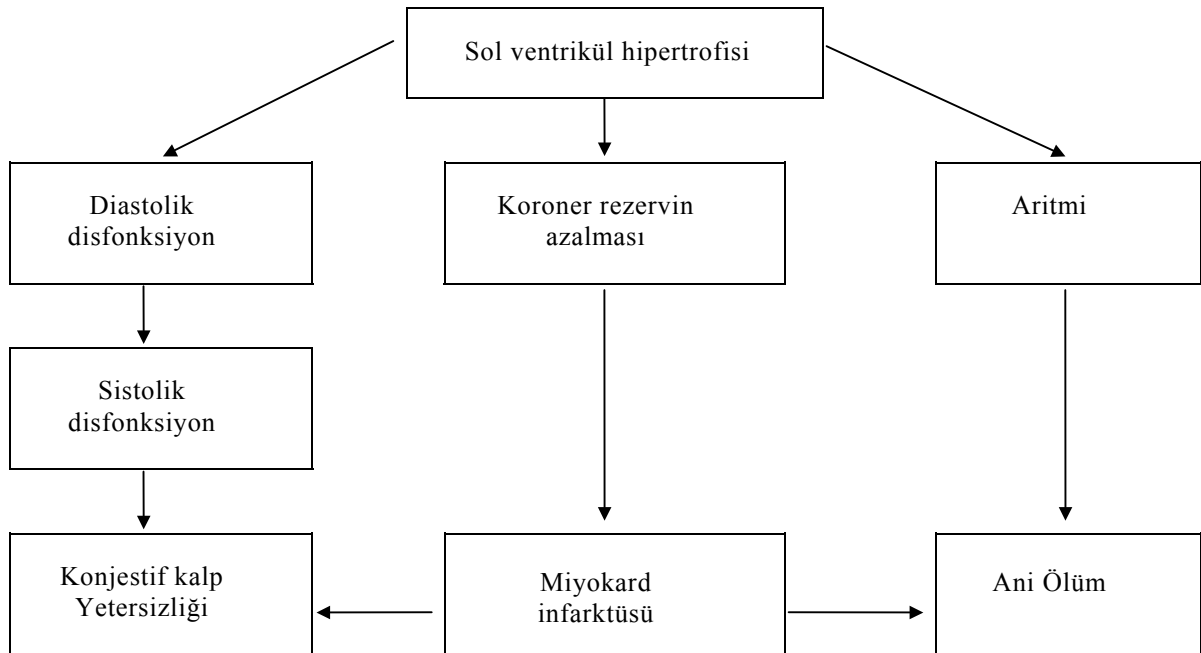 Sol ventrikül hipertrofisi
Diastolik
disfonksiyon
Koroner rezervin
azalması
Aritmi
Sistolik
disfonksiyon
Konjestif kalp
Yetersizliği
Miyokard
infarktüsü
Ani Ölüm